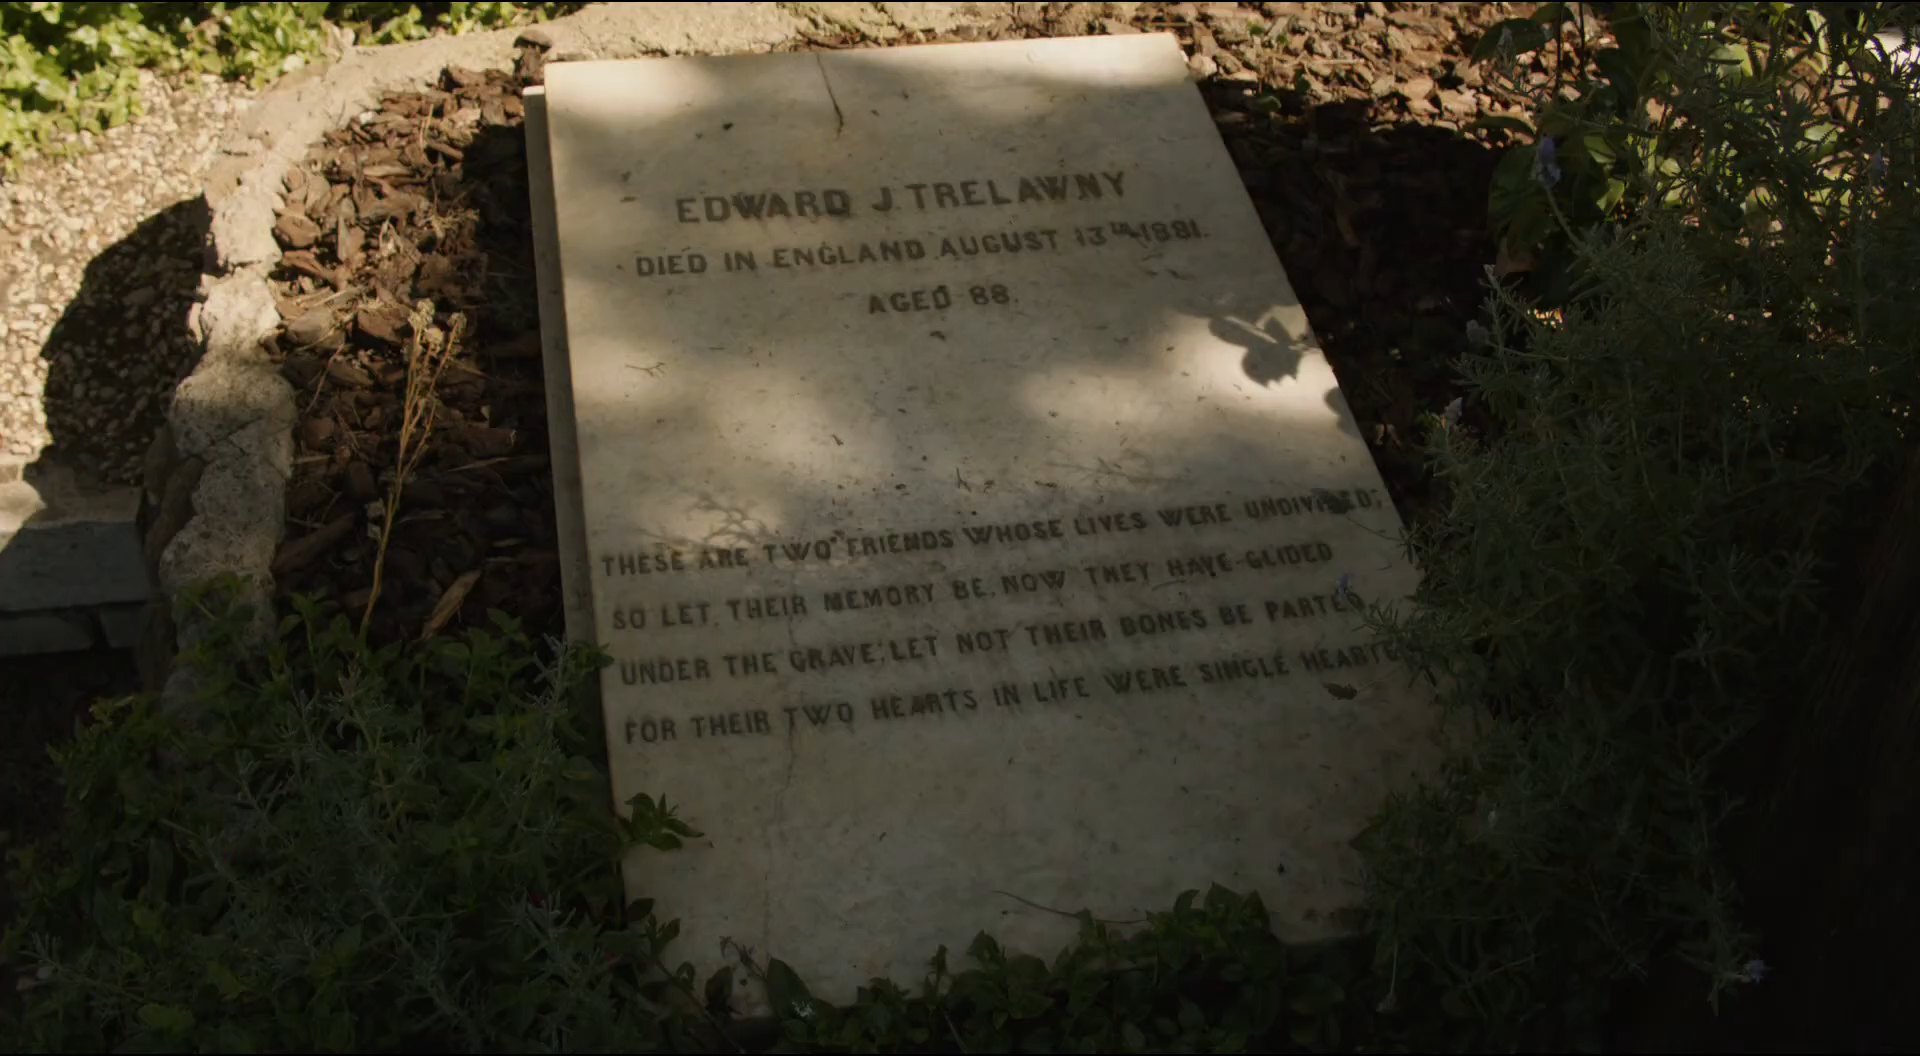 EDWARD J. TRELAWNY
DIED IN ENGLAND AUGUST 13TH 1881.
AGED 88.
THESE ARE TWO FRIENDS WHOSE LIVES WERE UNDIVIDED;
SO LET THEIR MEMORY BE, NOW THEY HAVE GLIDED
UNDER THE GRAVE; LET NOT THEIR BONES BE PARTED,
FOR THEIR TWO HEARTS IN LIFE WERE SINGLE HEARTE